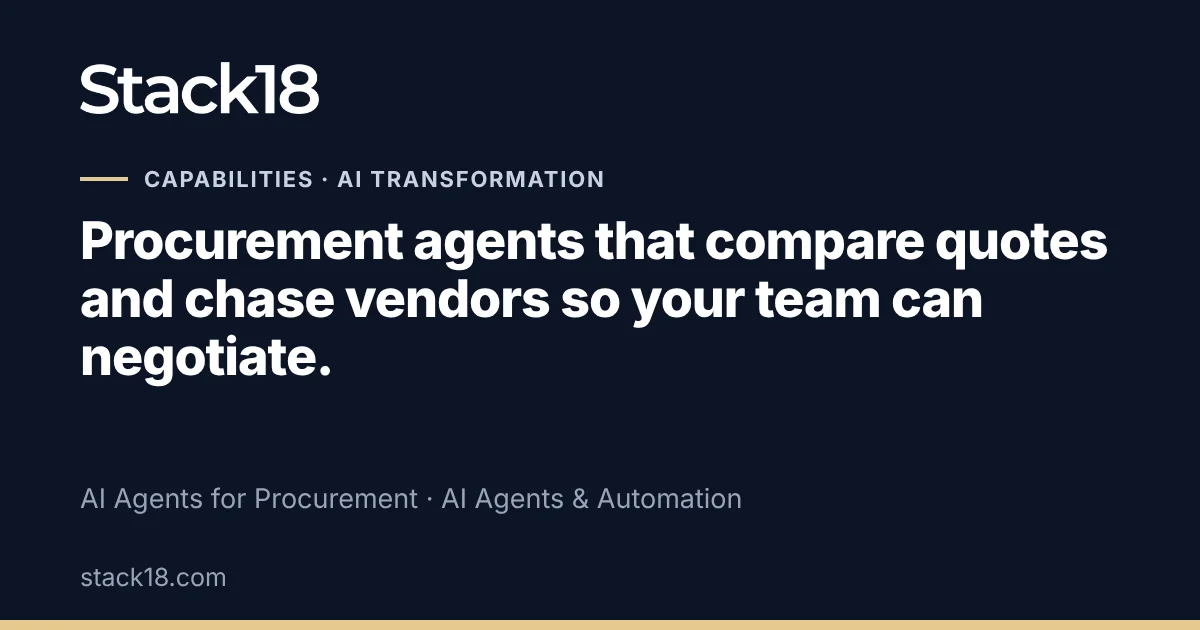 Stack18
CAPABILITIES · AI TRANSFORMATION
Procurement agents that compare quotes
and chase vendors so your team can
negotiate.
AI Agents for Procurement · AI Agents & Automation
stack18.com